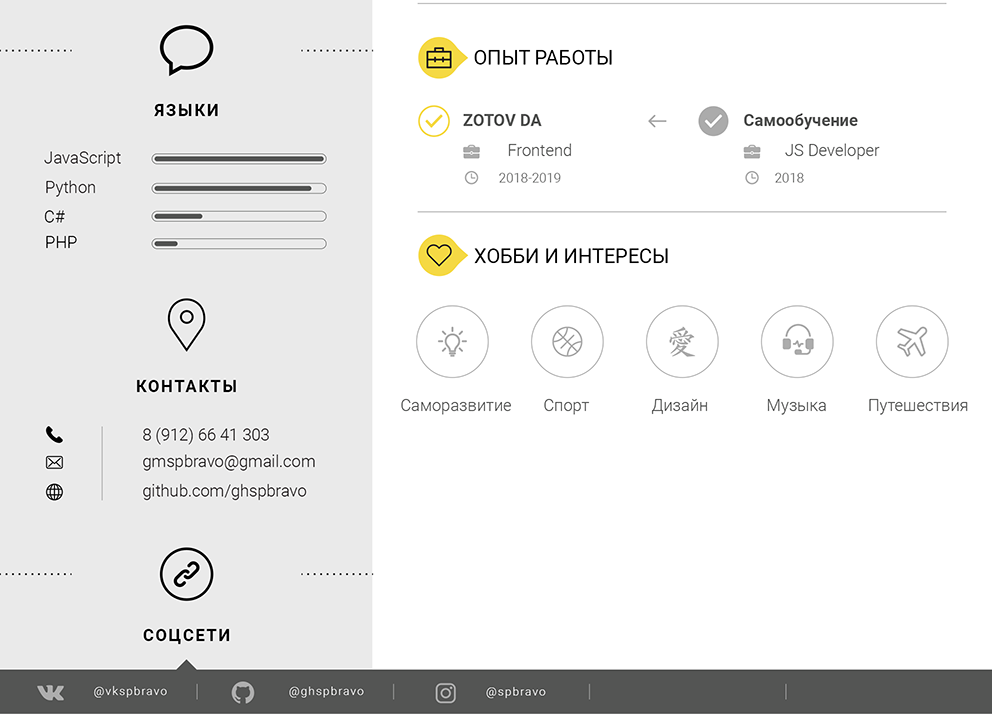 ЯЗЫКИ
JavaScript
Python
C#
PHP
КОНТАКТЫ
8 (912) 66 41 303
gmspbravo@gmail.com
github.com/ghspbravo
СОЦСЕТИ
ОПЫТ РАБОТЫ
ZOTOV DA
Frontend
2018-2019
Самообучение
JS Developer
2018
ХОББИ И ИНТЕРЕСЫ
愛
Саморазвитие Спорт Дизайн Музыка Путешествия
@vkspbravo @ghspbravo @spbravo